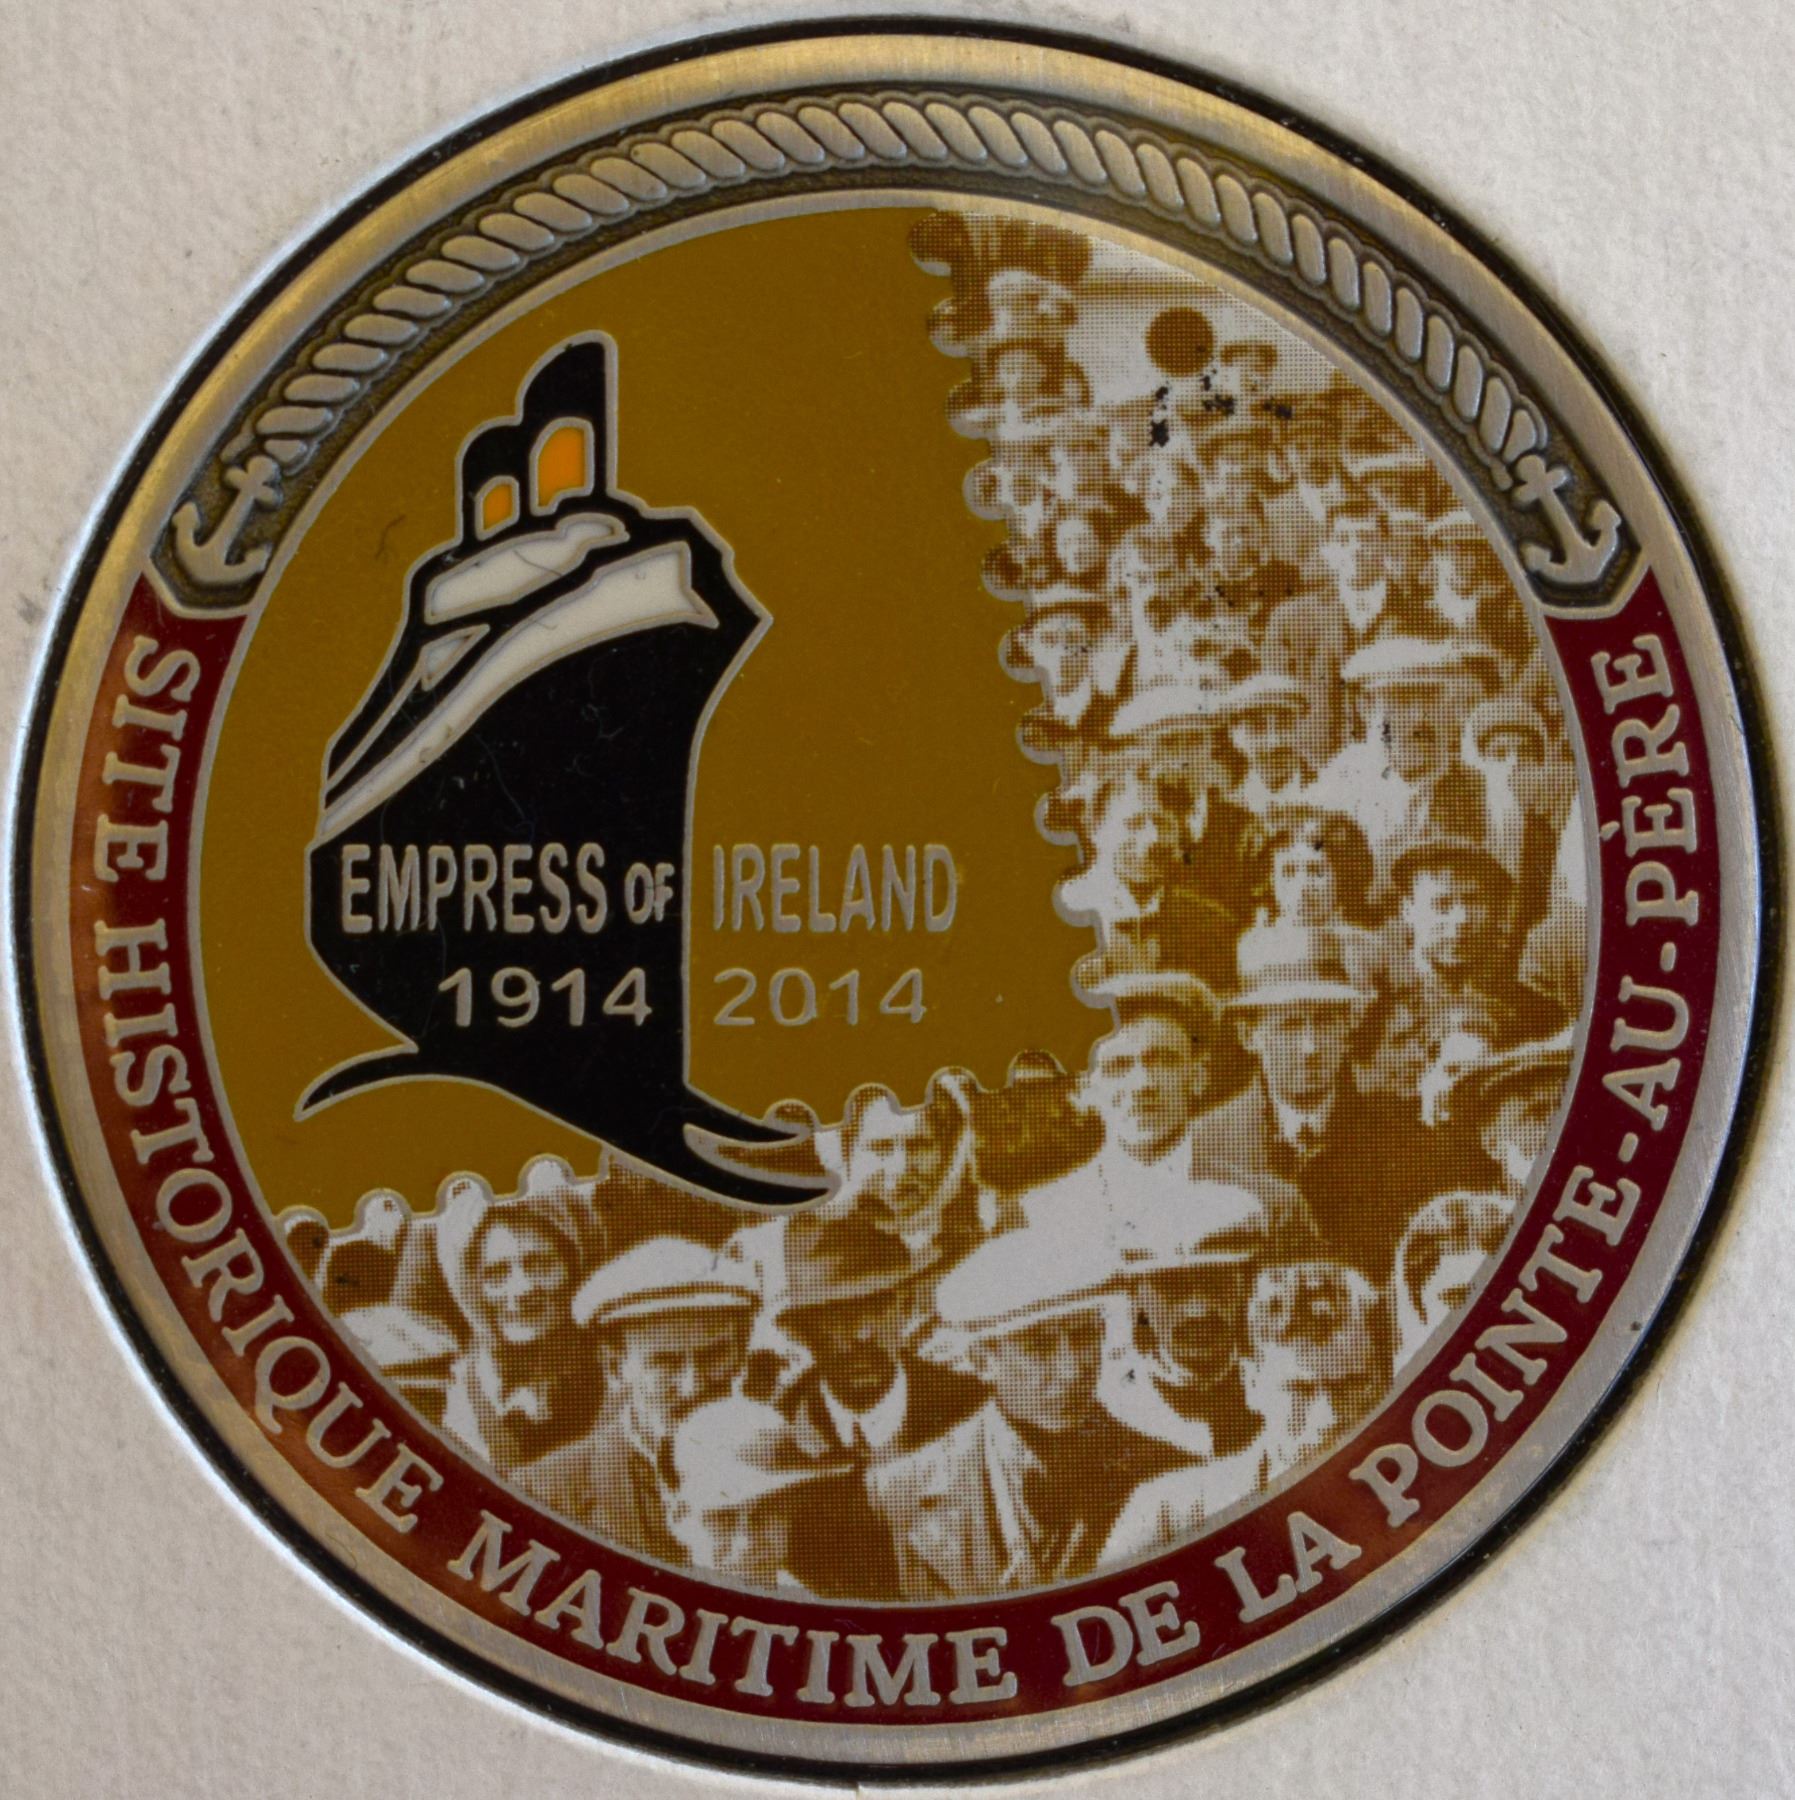 EMPRESS OF IRELAND
1914 2014
SITE HISTORIQUE MARITIME DE LA POINTE-AU-PÈRE